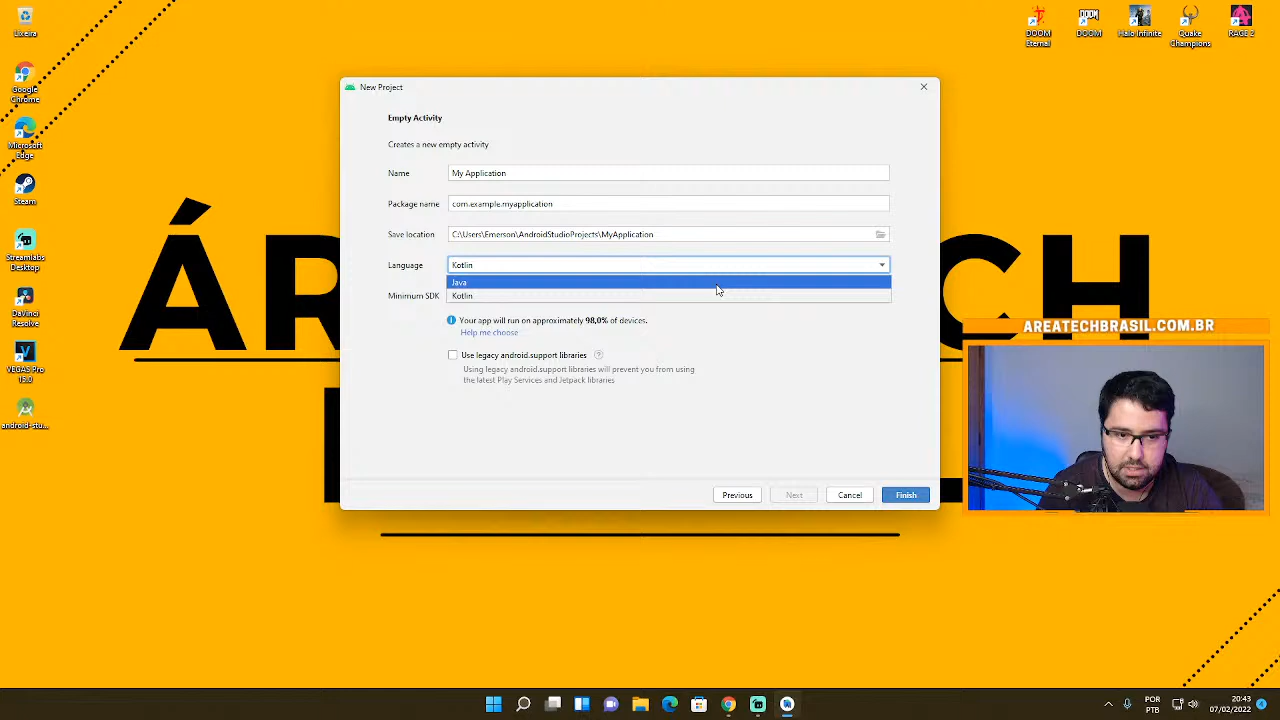 Lixeira
Google
Chrome
Microsoft
Edge
Steam
Streamlabs
Desktop
DaVinci
Resolve
VEGAS Pro
15.0
android-stu...
DOOM
Eternal
DOOM
Halo Infinite
Quake
Champions
RAGE 2
New Project
Empty Activity
Creates a new empty activity
Name
My Application
Package name
com.example.myapplication
Save location
C:\Users\Emerson\AndroidStudioProjects\MyApplication
Language
Kotlin
Java
Minimum SDK
Kotlin
Your app will run on approximately 98,0% of devices.
Help me choose
Use legacy android.support libraries
?
Using legacy android.support libraries will prevent you from using
the latest Play Services and Jetpack libraries
Previous
Next
Cancel
Finish
ÁR
CH
AREATECHBRASIL.COM.BR
POR
PTB
20:43
07/02/2022